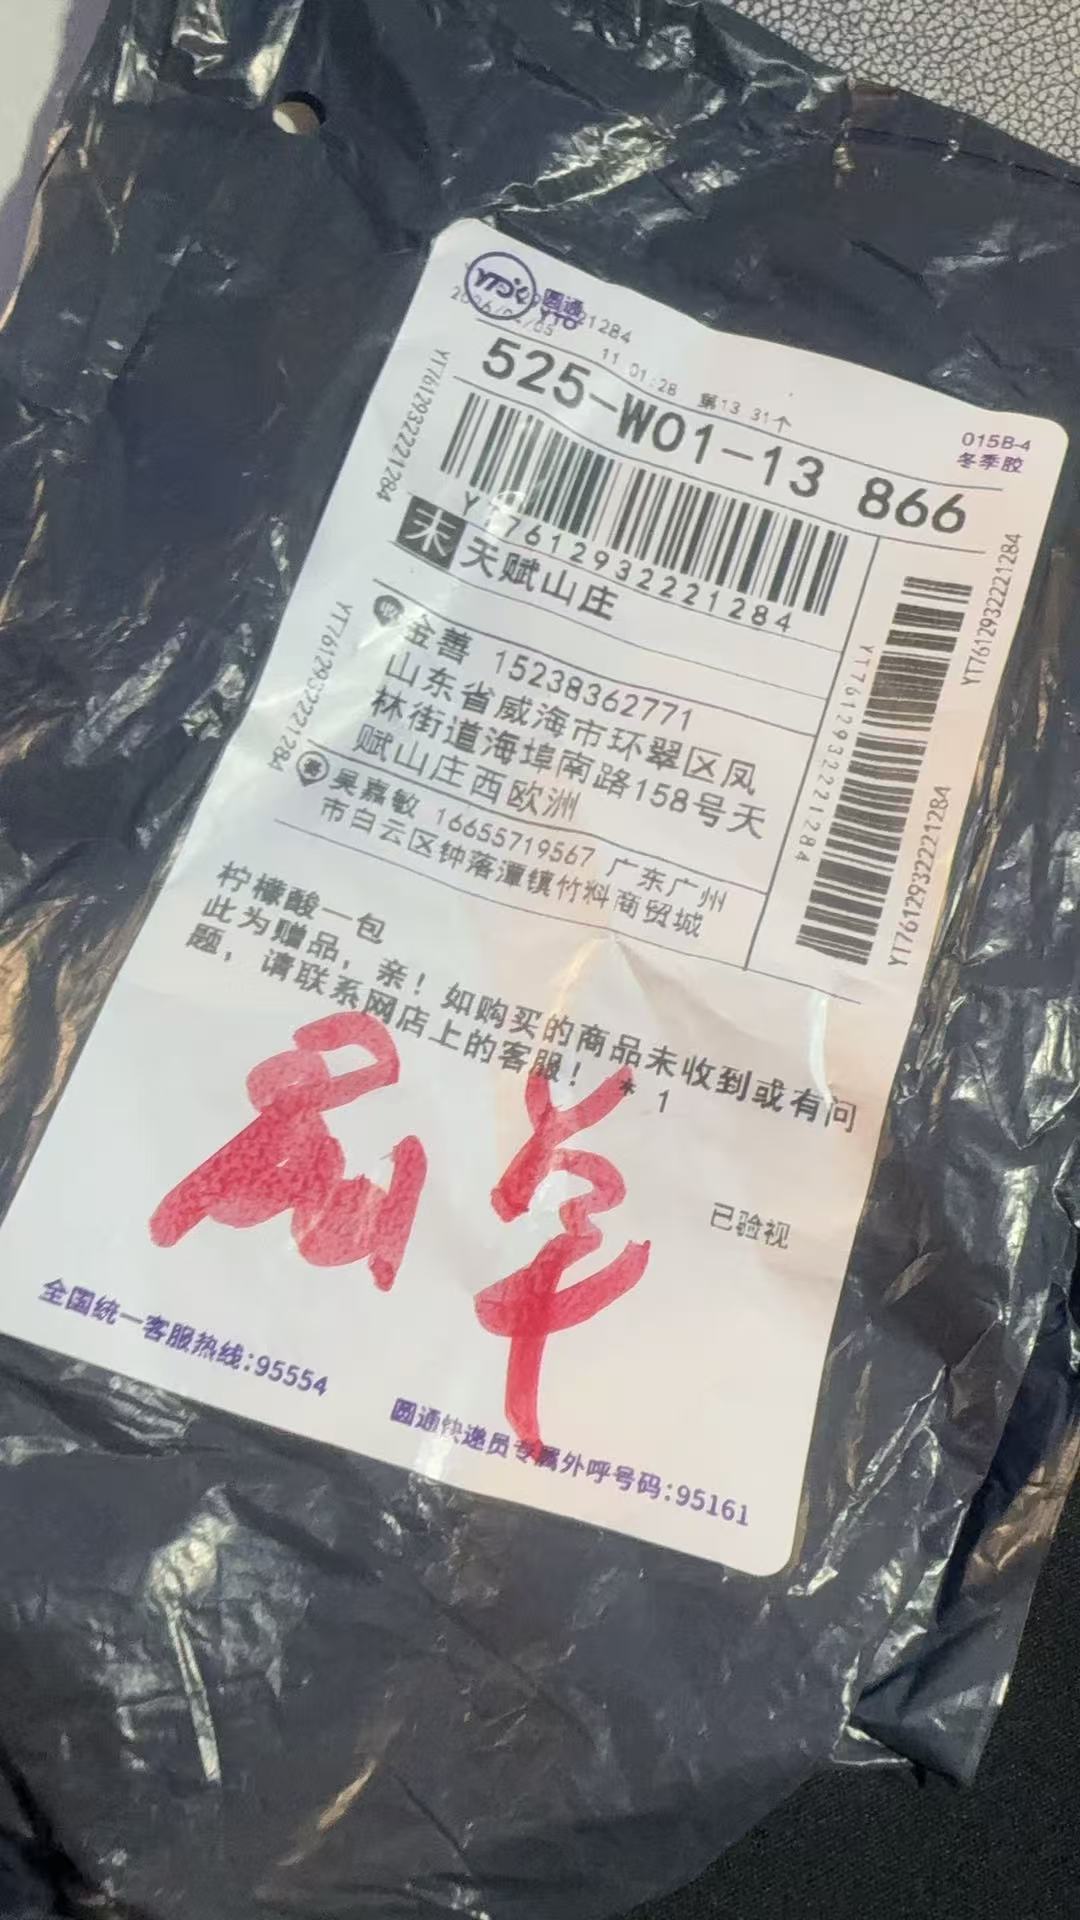 圆通
YTO
11:01:28 第13 31个
525-W01-13 866
015B-4
冬季胶
YT7612932221284
末 天赋山庄
YT7612932221284
YT7612932221284
YT7612932221284
YT7612932221284
YT7612932221284
收 金善 15238362771
山东省威海市环翠区凤
林街道海埠南路158号天
赋山庄西欧洲
寄 吴嘉敏 16655719567 广东广州
市白云区钟落潭镇竹料商贸城
柠檬酸一包
此为赠品，亲！如购买的商品未收到或有问
题，请联系网店上的客服！ * 1
已验视
全国统一客服热线:95554
圆通快递员专属外呼号码:95161